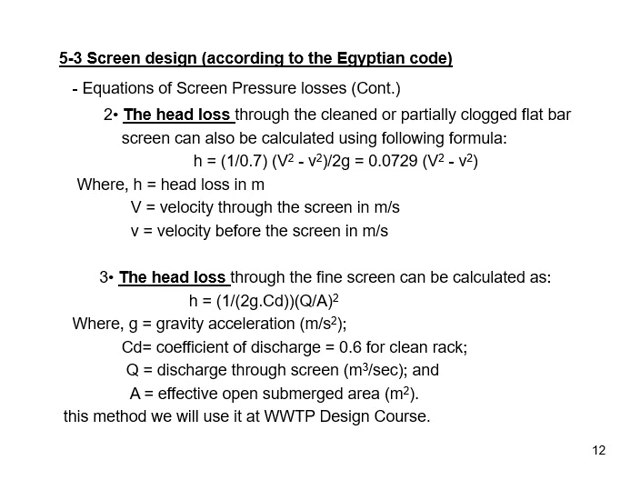 5-3 Screen design (according to the Egyptian code)
- Equations of Screen Pressure losses (Cont.)
2• The head loss through the cleaned or partially clogged flat bar
screen can also be calculated using following formula:
h = (1/0.7) (V² - v²)/2g = 0.0729 (V² - v²)
Where, h = head loss in m
V = velocity through the screen in m/s
v = velocity before the screen in m/s
3• The head loss through the fine screen can be calculated as:
h = (1/(2g.Cd))(Q/A)²
Where, g = gravity acceleration (m/s²);
Cd= coefficient of discharge = 0.6 for clean rack;
Q = discharge through screen (m³/sec); and
A = effective open submerged area (m²).
this method we will use it at WWTP Design Course.
12